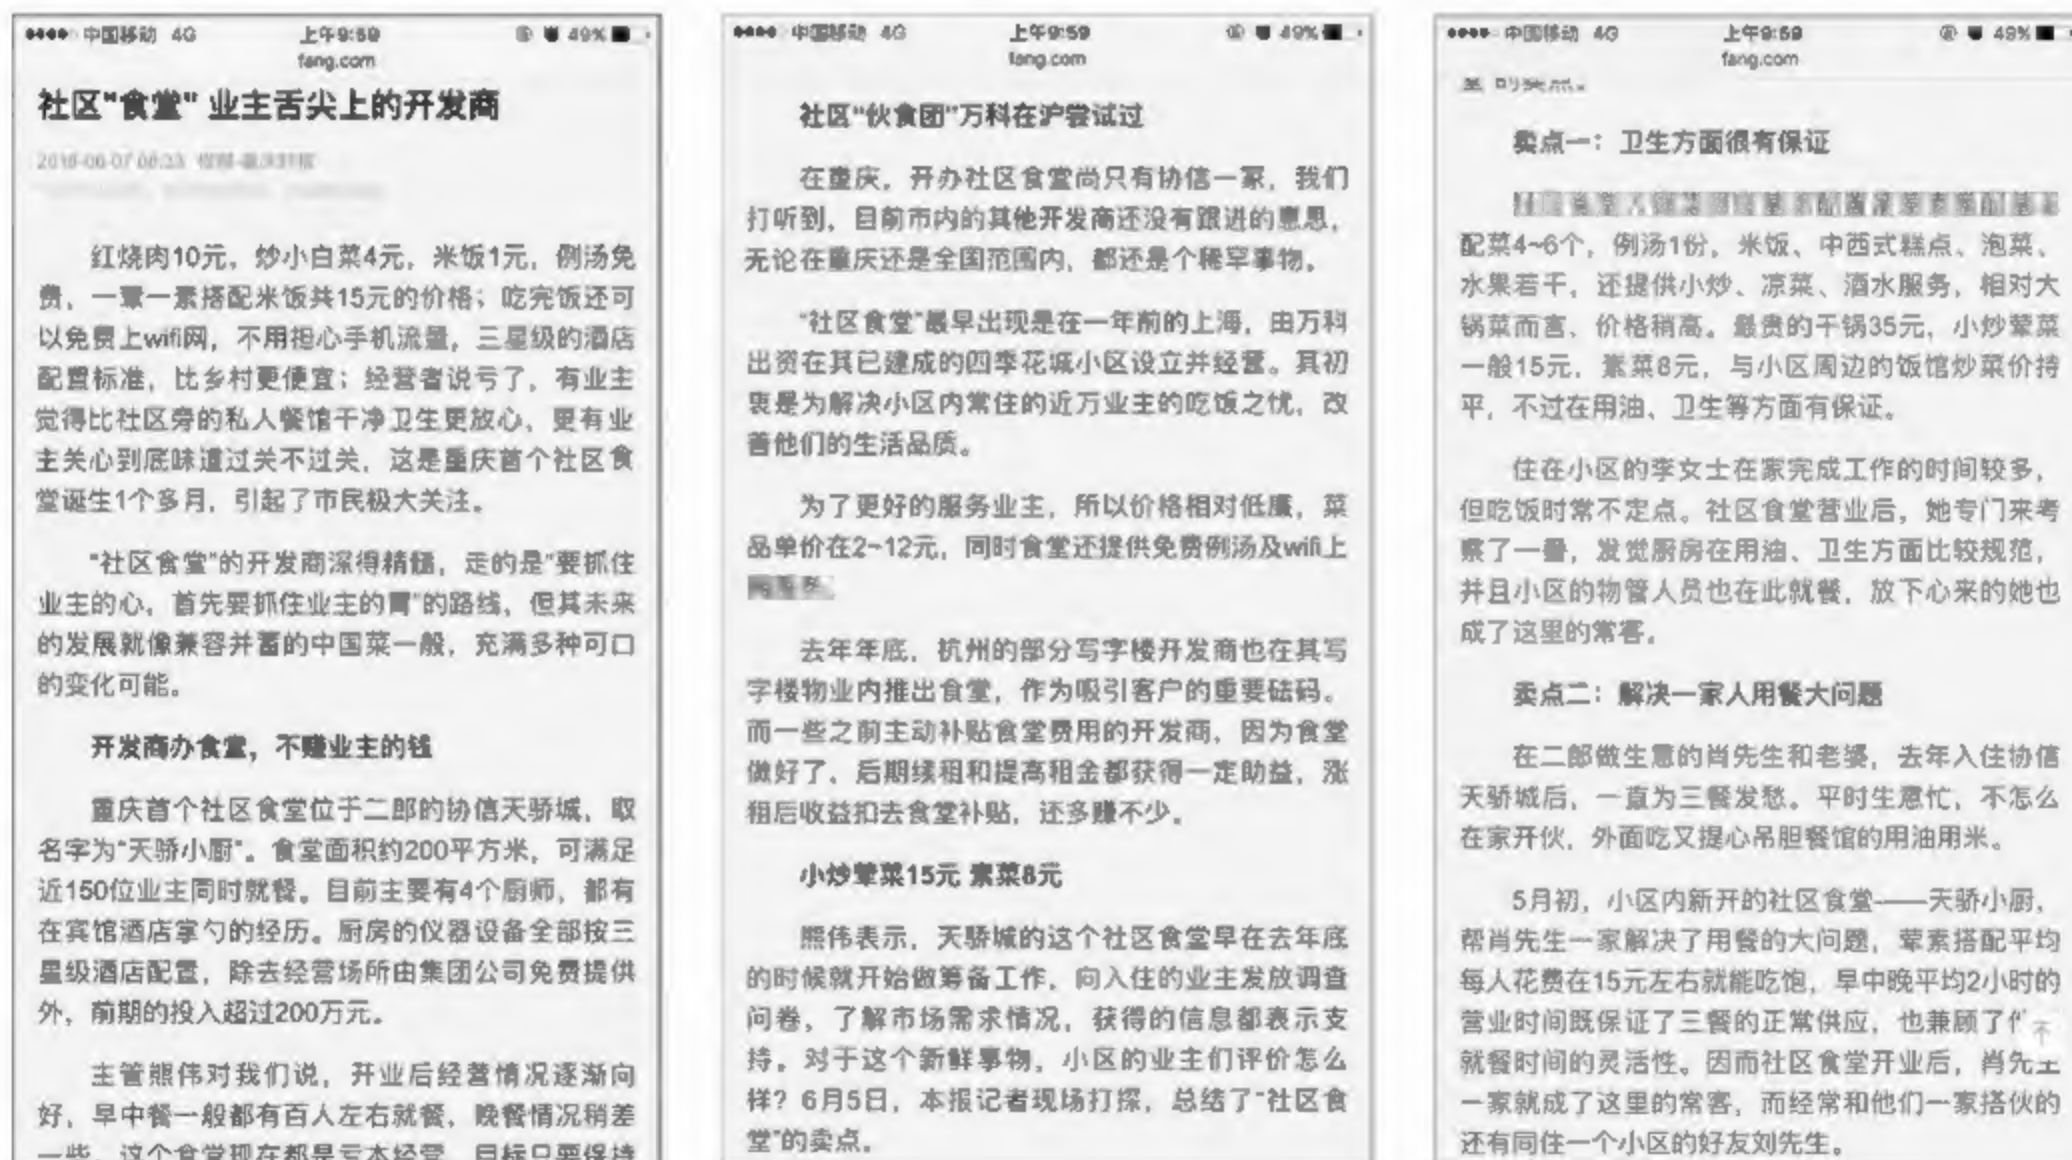 中国移动 4G 上午9:59 49%
fang.com
社区"食堂" 业主舌尖上的开发商
红烧肉10元，炒小白菜4元，米饭1元，例汤免
费，一荤一素搭配米饭共15元的价格；吃完饭还可
以免费上wifi网，不用担心手机流量，三星级的酒店
配置标准，比乡村更便宜；经营者说亏了，有业主
觉得比社区旁的私人餐馆干净卫生更放心，更有业
主关心到底味道过关不过关，这是重庆首个社区食
堂诞生1个多月，引起了市民极大关注。
"社区食堂"的开发商深得精髓，走的是"要抓住
业主的心，首先要抓住业主的胃"的路线，但其未来
的发展就像兼容并蓄的中国菜一般，充满多种可口
的变化可能。
开发商办食堂，不赚业主的钱
重庆首个社区食堂位于二郎的协信天骄城，取
名字为"天骄小厨"。食堂面积约200平方米，可满足
近150位业主同时就餐。目前主要有4个厨师，都有
在宾馆酒店掌勺的经历。厨房的仪器设备全部按三
星级酒店配置，除去经营场所由集团公司免费提供
外，前期的投入超过200万元。
主管熊伟对我们说，开业后经营情况逐渐向
好，早中餐一般都有百人左右就餐，晚餐情况稍差
一些。这个食堂现在都是亏本经营，目标只要保持
中国移动 4G 上午9:59 49%
fang.com
社区"伙食团"万科在沪尝试过
在重庆，开办社区食堂尚只有协信一家，我们
打听到，目前市内的其他开发商还没有跟进的意思，
无论在重庆还是全国范围内，都还是个稀罕事物。
"社区食堂"最早出现是在一年前的上海，由万科
出资在其已建成的四季花城小区设立并经营。其初
衷是为解决小区内常住的近万业主的吃饭之忧，改
善他们的生活品质。
为了更好的服务业主，所以价格相对低廉，菜
品单价在2~12元，同时食堂还提供免费例汤及wifi上
去年年底，杭州的部分写字楼开发商也在其写
字楼物业内推出食堂，作为吸引客户的重要砝码。
而一些之前主动补贴食堂费用的开发商，因为食堂
做好了，后期续租和提高租金都获得一定助益，涨
租后收益扣去食堂补贴，还多赚不少。
小炒荤菜15元 素菜8元
熊伟表示，天骄城的这个社区食堂早在去年底
的时候就开始做筹备工作，向入住的业主发放调查
问卷，了解市场需求情况，获得的信息都表示支
持。对于这个新鲜事物，小区的业主们评价怎么
样？6月5日，本报记者现场打探，总结了"社区食
堂"的卖点。
中国移动 4G 上午9:59 49%
fang.com
堂"的卖点。
卖点一：卫生方面很有保证
配菜4~6个，例汤1份，米饭、中西式糕点、泡菜、
水果若干，还提供小炒、凉菜、酒水服务，相对大
锅菜而言、价格稍高。最贵的干锅35元，小炒荤菜
一般15元，素菜8元，与小区周边的饭馆炒菜价持
平，不过在用油、卫生等方面有保证。
住在小区的李女士在家完成工作的时间较多，
但吃饭时常不定点。社区食堂营业后，她专门来考
察了一番，发觉厨房在用油、卫生方面比较规范，
并且小区的物管人员也在此就餐，放下心来的她也
成了这里的常客。
卖点二：解决一家人用餐大问题
在二郎做生意的肖先生和老婆，去年入住协信
天骄城后，一直为三餐发愁。平时生意忙，不怎么
在家开伙，外面吃又提心吊胆餐馆的用油用米。
5月初，小区内新开的社区食堂——天骄小厨，
帮肖先生一家解决了用餐的大问题，荤素搭配平均
每人花费在15元左右就能吃饱，早中晚平均2小时的
营业时间既保证了三餐的正常供应，也兼顾了
就餐时间的灵活性。因而社区食堂开业后，肖先生
一家就成了这里的常客，而经常和他们一家搭伙的
还有同住一个小区的好友刘先生。